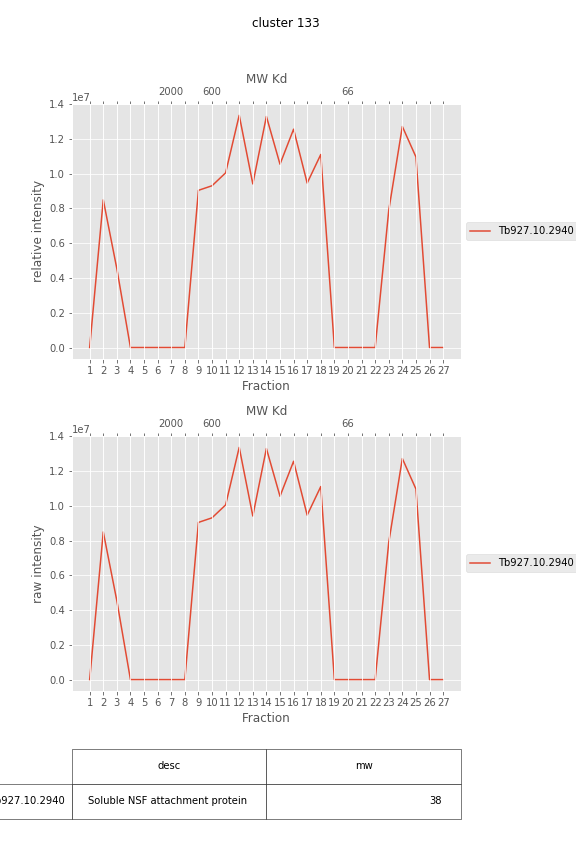 cluster 133
MW Kd
2000 600 66
1e7
1.4
1.2
1.0
0.8
0.6
0.4
0.2
0.0
relative intensity
Tb927.10.2940
1 2 3 4 5 6 7 8 9 10 11 12 13 14 15 16 17 18 19 20 21 22 23 24 25 26 27
Fraction
MW Kd
2000 600 66
1e7
1.4
1.2
1.0
0.8
0.6
0.4
0.2
0.0
raw intensity
Tb927.10.2940
1 2 3 4 5 6 7 8 9 10 11 12 13 14 15 16 17 18 19 20 21 22 23 24 25 26 27
Fraction
desc mw
927.10.2940 Soluble NSF attachment protein 38